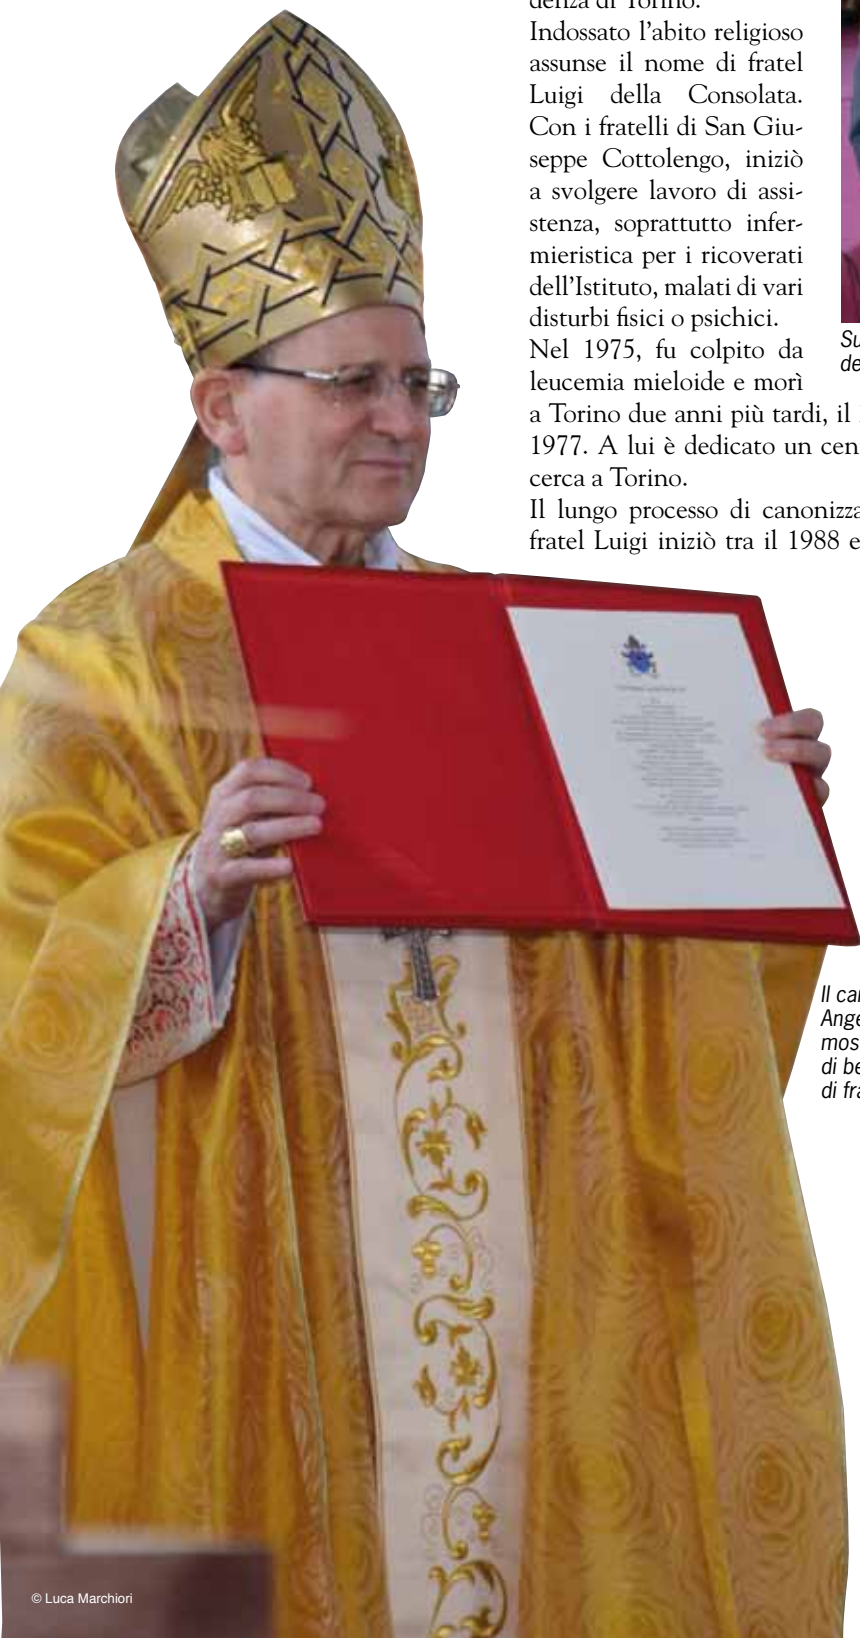 denza di Torino.
Indossato l’abito religioso
assunse il nome di fratel
Luigi della Consolata.
Con i fratelli di San Giu-
seppe Cottolengo, iniziò
a svolgere lavoro di assi-
stenza, soprattutto infer-
mieristica per i ricoverati
dell’Istituto, malati di vari
disturbi fisici o psichici.
Nel 1975, fu colpito da
leucemia mieloide e morì
a Torino due anni più tardi, il
1977. A lui è dedicato un cen
cerca a Torino.
Il lungo processo di canonizza
fratel Luigi iniziò tra il 1988 e
Su
de
Il ca
Ange
mos
di be
di fra
© Luca Marchiori